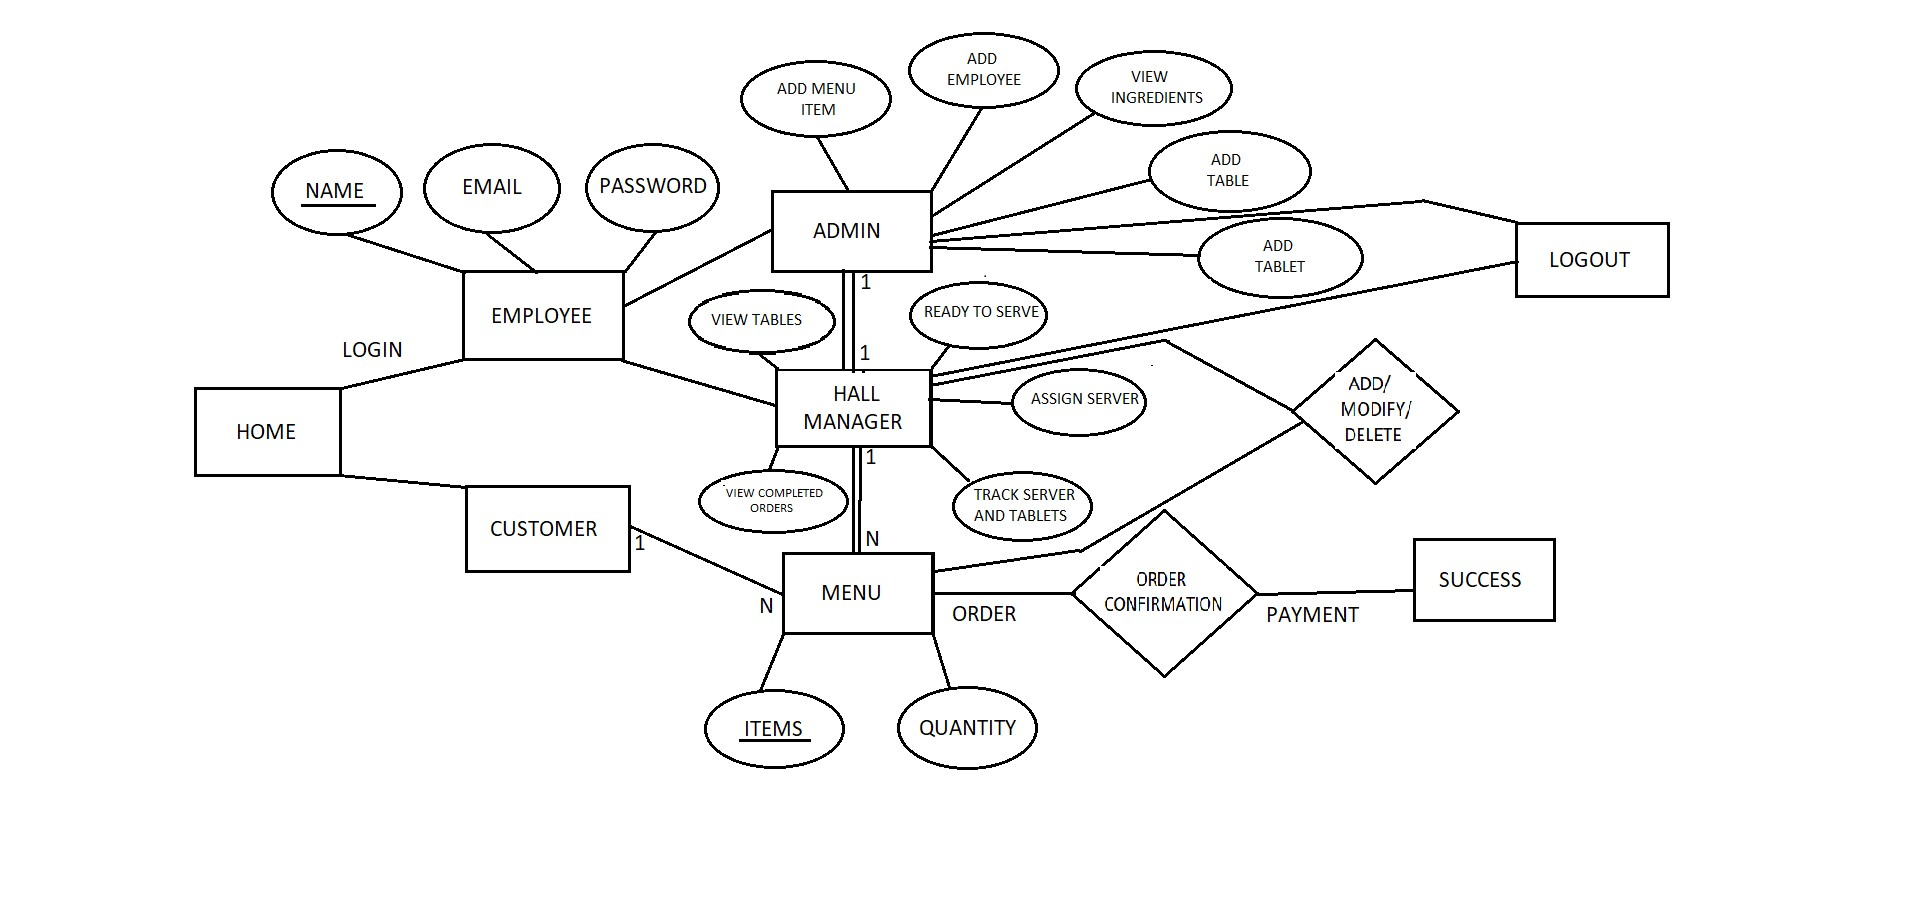 ADD
EMPLOYEE
ADD MENU
ITEM
VIEW
INGREDIENTS
ADD
TABLE
NAME
EMAIL
PASSWORD
ADMIN
ADD
TABLET
LOGOUT
1
EMPLOYEE
VIEW TABLES
READY TO SERVE
LOGIN
1
HALL
MANAGER
ASSIGN SERVER
ADD/
MODIFY/
DELETE
HOME
1
VIEW COMPLETED
ORDERS
TRACK SERVER
AND TABLETS
CUSTOMER
1
N
MENU
N
ORDER
ORDER
CONFIRMATION
PAYMENT
SUCCESS
ITEMS
QUANTITY